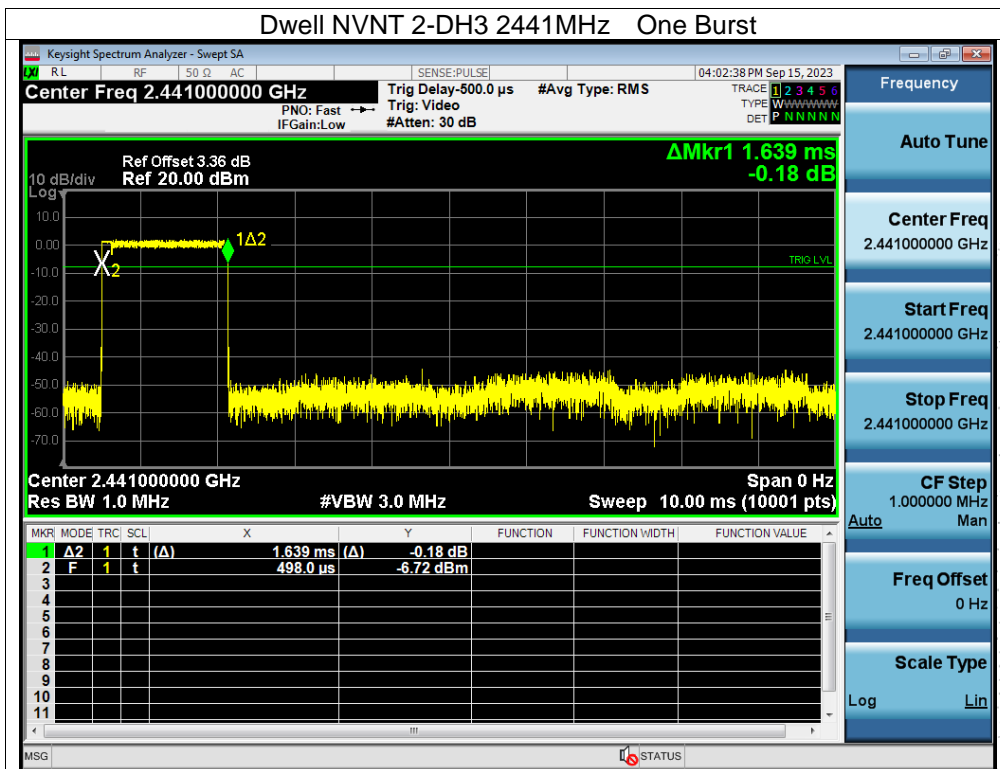 Dwell NVNT 2-DH3 2441MHz One Burst
Keysight Spectrum Analyzer - Swept SA
LXI RL RF 50 Ω AC SENSE:PULSE 04:02:38 PM Sep 15, 2023
Center Freq 2.441000000 GHz
PNO: Fast
IFGain:Low
Trig Delay-500.0 µs
Trig: Video
#Atten: 30 dB
#Avg Type: RMS
TRACE 1 2 3 4 5 6
TYPE WWWWWW
DET P N N N N N
Frequency
Auto Tune
Center Freq
2.441000000 GHz
Start Freq
2.441000000 GHz
Stop Freq
2.441000000 GHz
CF Step
1.000000 MHz
Auto Man
Freq Offset
0 Hz
Scale Type
Log Lin
ΔMkr1 1.639 ms
-0.18 dB
Ref Offset 3.36 dB
10 dB/div Ref 20.00 dBm
Log
10.0
0.00
-10.0
-20.0
-30.0
-40.0
-50.0
-60.0
-70.0
1Δ2
X2
TRIG LVL
Center 2.441000000 GHz Span 0 Hz
Res BW 1.0 MHz #VBW 3.0 MHz Sweep 10.00 ms (10001 pts)
MKR MODE TRC SCL X Y FUNCTION FUNCTION WIDTH FUNCTION VALUE
1 Δ2 1 t (Δ) 1.639 ms (Δ) -0.18 dB
2 F 1 t 498.0 µs -6.72 dBm
3
4
5
6
7
8
9
10
11
MSG STATUS